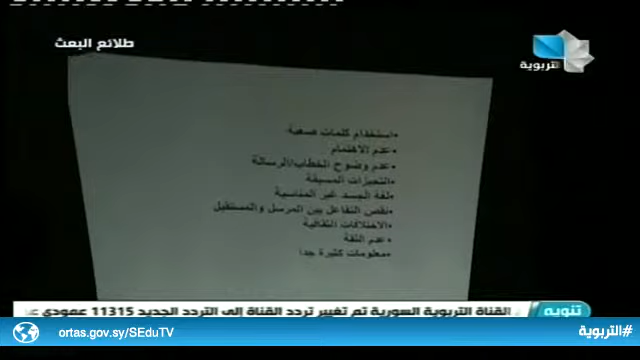 طلائع البعث
التربوية
•استخدام كلمات صعبة
•عدم الاهتمام
•عدم وضوح الخطاب/الرسالة
•التحيزات المسبقة
•لغة الجسد غير المناسبة
•نقص التفاعل بين المرسل والمستقبل
•الاختلافات الثقافية
•عدم الثقة
•معلومات كثيرة جدا
تنويه القناة التربوية السورية تم تغيير تردد القناة إلى التردد الجديد 11315 عمودي
ortas.gov.sy/SEduTV
#التربوية